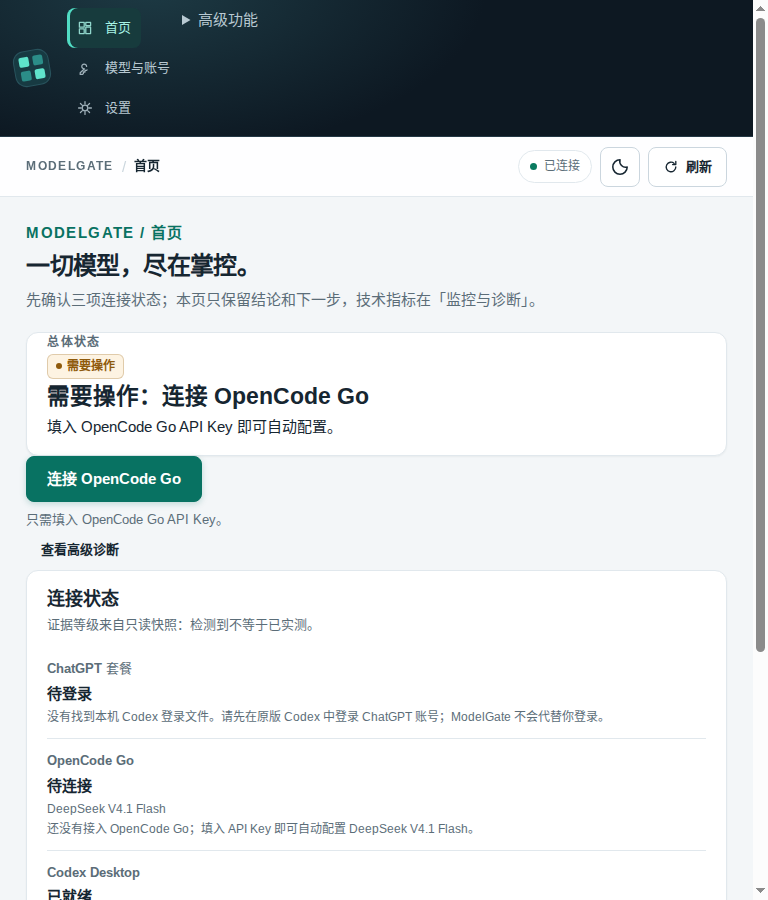 首页
▶ 高级功能
模型与账号
设置
MODELGATE / 首页
已连接
刷新
MODELGATE / 首页
一切模型，尽在掌控。
先确认三项连接状态；本页只保留结论和下一步，技术指标在「监控与诊断」。
总体状态
需要操作
需要操作：连接 OpenCode Go
填入 OpenCode Go API Key 即可自动配置。
连接 OpenCode Go
只需填入 OpenCode Go API Key。
查看高级诊断
连接状态
证据等级来自只读快照：检测到不等于已实测。
ChatGPT 套餐
待登录
没有找到本机 Codex 登录文件。请先在原版 Codex 中登录 ChatGPT 账号；ModelGate 不会代替你登录。
OpenCode Go
待连接
DeepSeek V4.1 Flash
还没有接入 OpenCode Go；填入 API Key 即可自动配置 DeepSeek V4.1 Flash。
Codex Desktop
已就绪